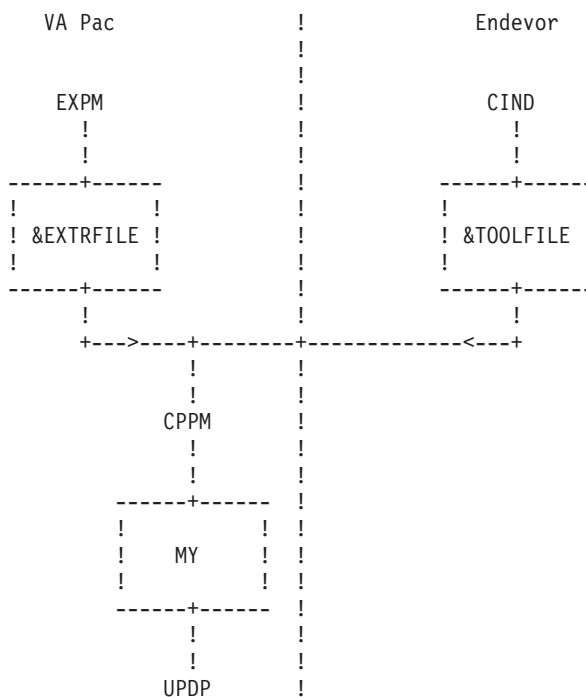 VA Pac ! Endevor
!
!
EXPM ! CIND
! ! !
! ! !
------+------ ! ------+------
! ! ! !
! &EXTRFILE ! ! ! &TOOLFILE
! ! ! !
------+------ ! ------+------
! ! !
+--->----+--------+-------------<---+
! !
! !
CPPM !
! !
! !
------+------ !
! ! !
! MY ! !
! ! !
------+------ !
! !
! !
UPDP !